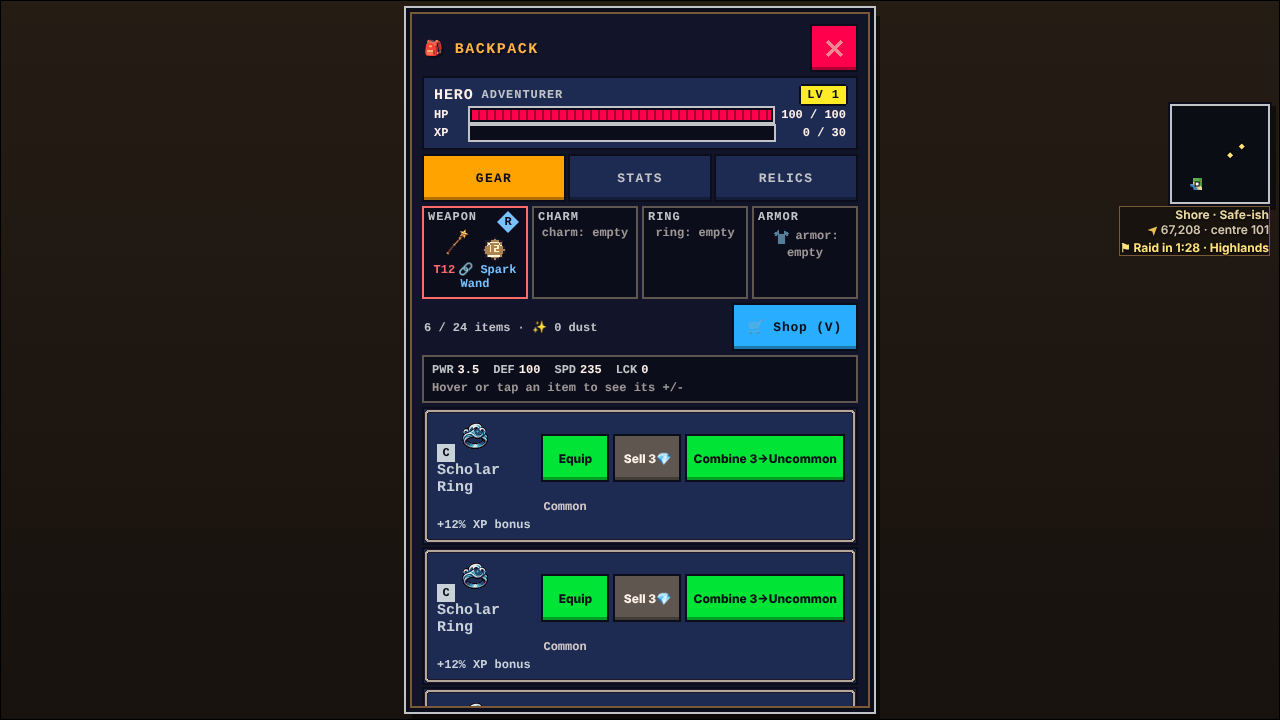 🎒 BACKPACK
HERO ADVENTURER LV 1
HP 100 / 100
XP 0 / 30
GEAR STATS RELICS
WEAPON R
12
T12 🔗 Spark
Wand
CHARM
charm: empty
RING
ring: empty
ARMOR
armor:
empty
6 / 24 items · ✨ 0 dust
🛒 Shop (V)
PWR 3.5 DEF 100 SPD 235 LCK 0
Hover or tap an item to see its +/-
C
Scholar
Ring
Equip Sell 3💎 Combine 3→Uncommon
Common
+12% XP bonus
C
Scholar
Ring
Equip Sell 3💎 Combine 3→Uncommon
Common
+12% XP bonus
Shore · Safe-ish
67,208 · centre 101
⚑ Raid in 1:28 · Highlands